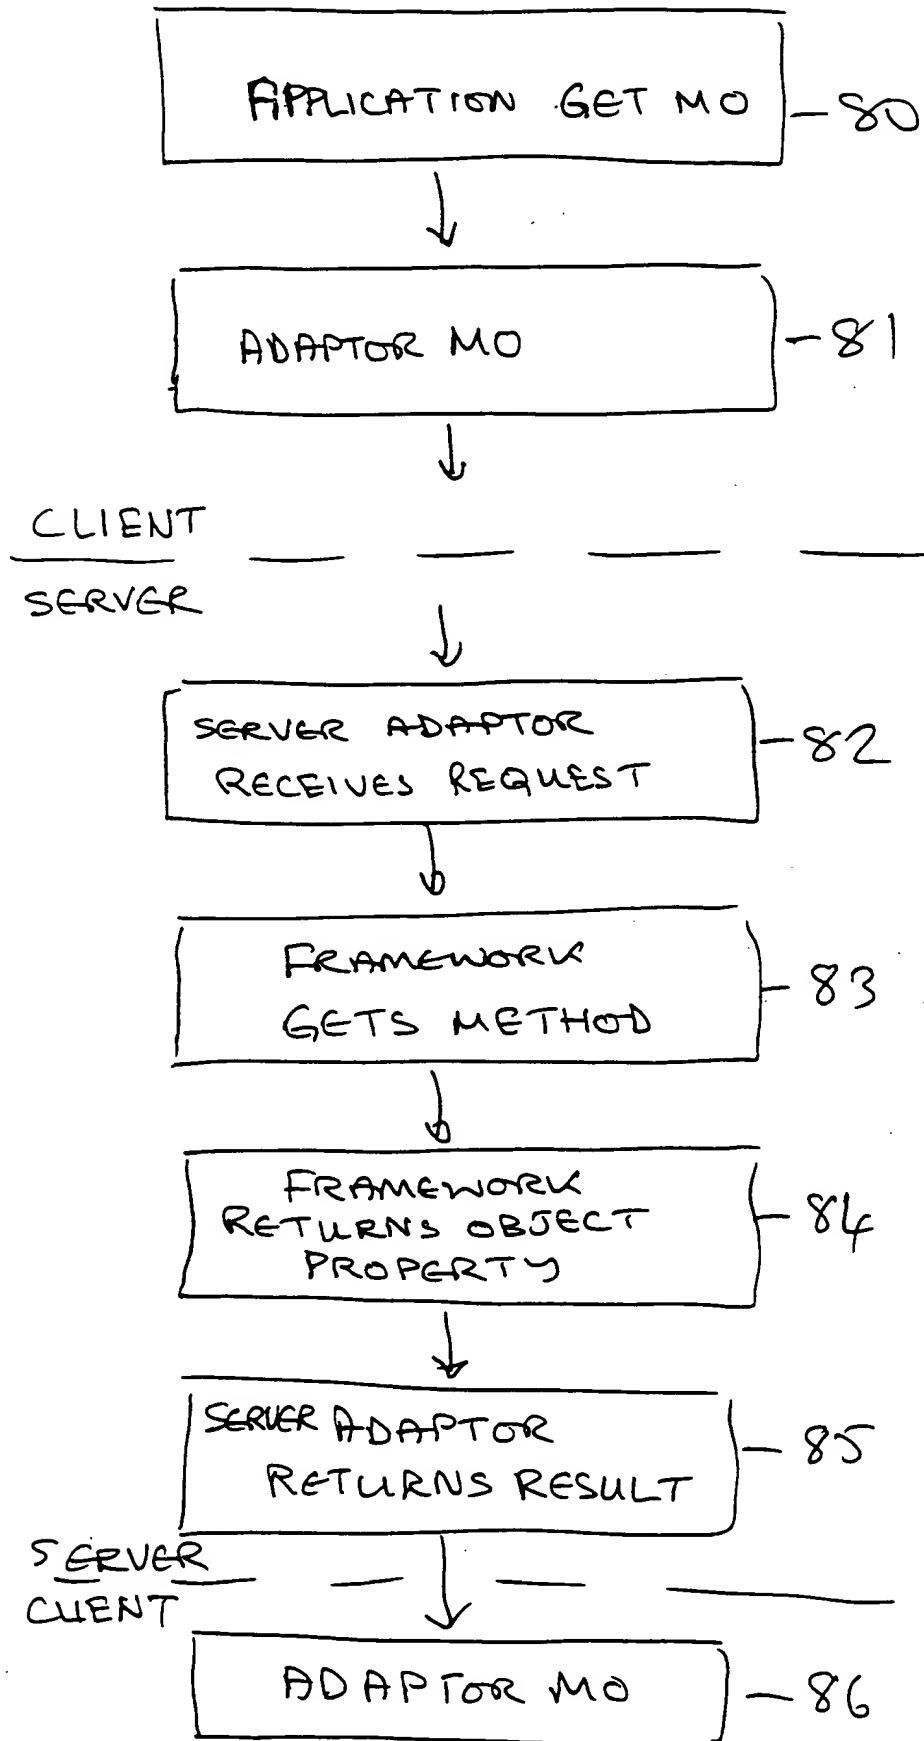 APPLICATION GET MO
80
ADAPTOR MO
81
CLIENT
SERVER
SERVER ADAPTOR
RECEIVES REQUEST
82
FRAMEWORK
GETS METHOD
83
FRAMEWORK
RETURNS OBJECT
PROPERTY
84
SERVER ADAPTOR
RETURNS RESULT
85
SERVER
CLIENT
ADAPTOR MO
86